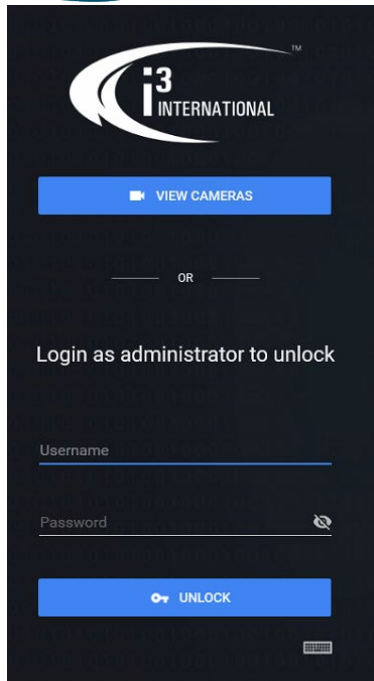 i3
INTERNATIONAL
TM
VIEW CAMERAS
OR
Login as administrator to unlock
Username
Password
UNLOCK